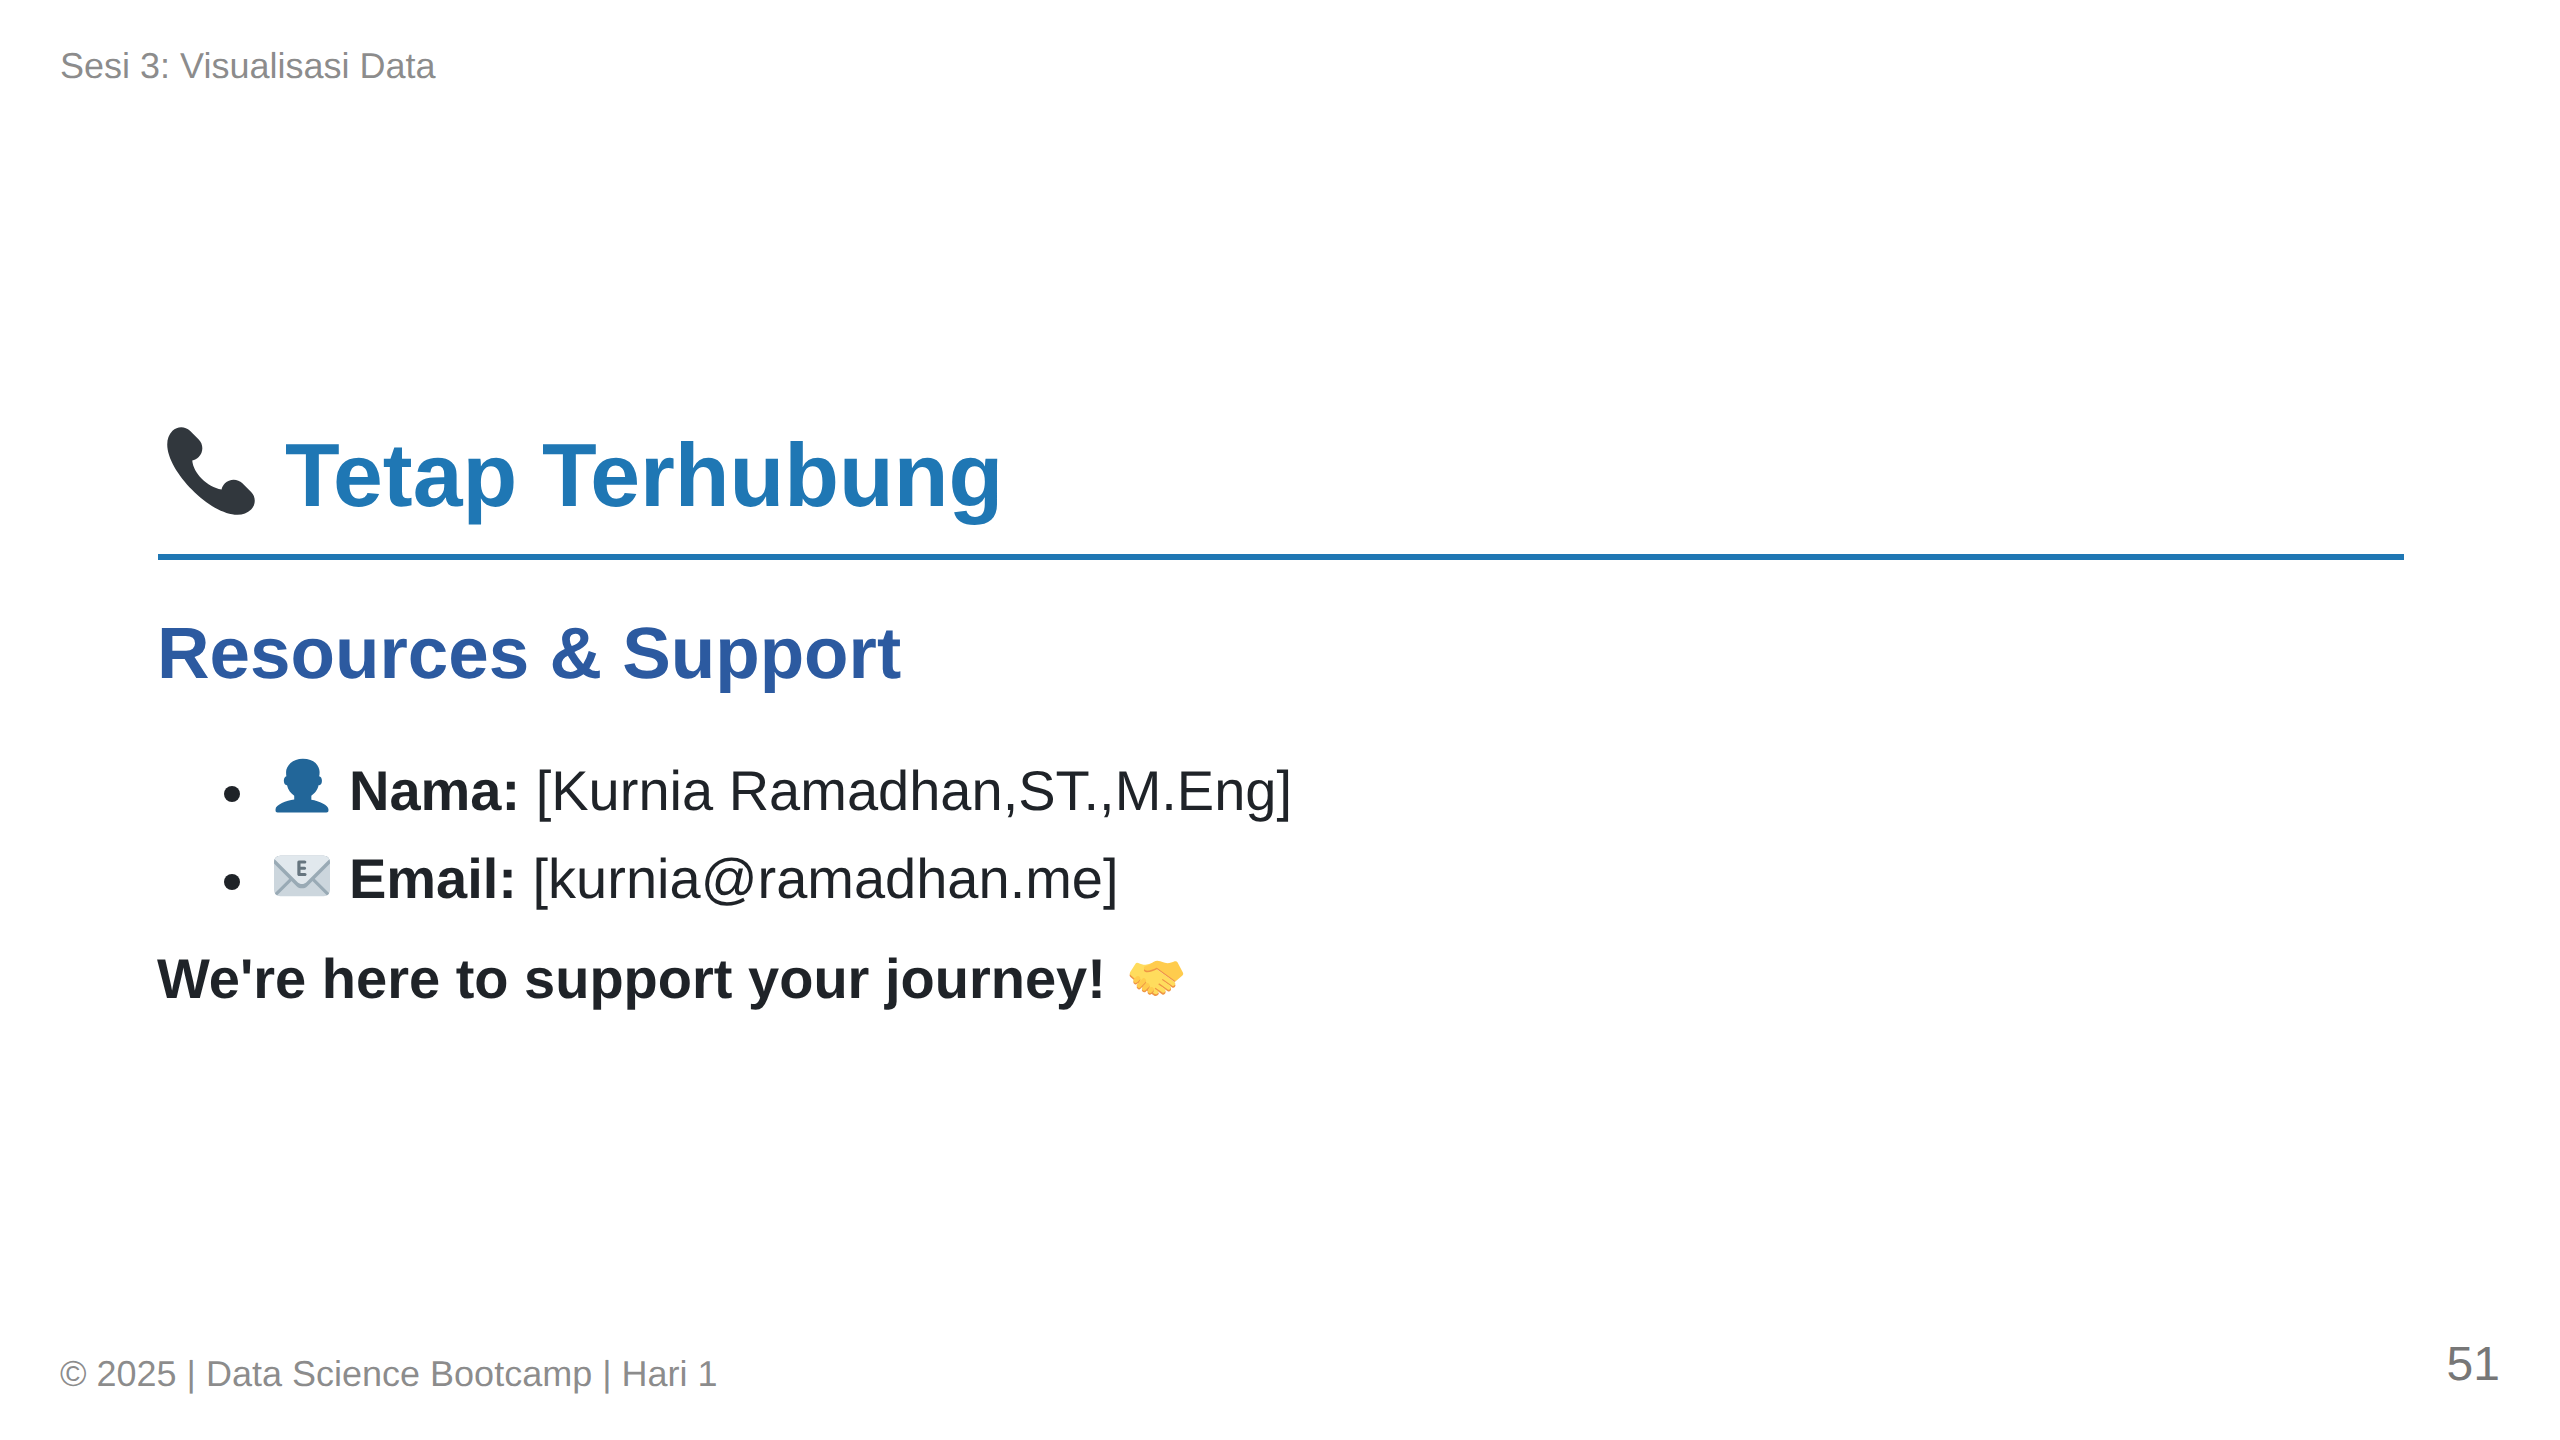 Sesi 3: Visualisasi Data
📞 Tetap Terhubung
Resources & Support
• 👤 Nama: [Kurnia Ramadhan,ST.,M.Eng]
• 📧 Email: [kurnia@ramadhan.me]
We're here to support your journey! 🤝
© 2025 | Data Science Bootcamp | Hari 1
51